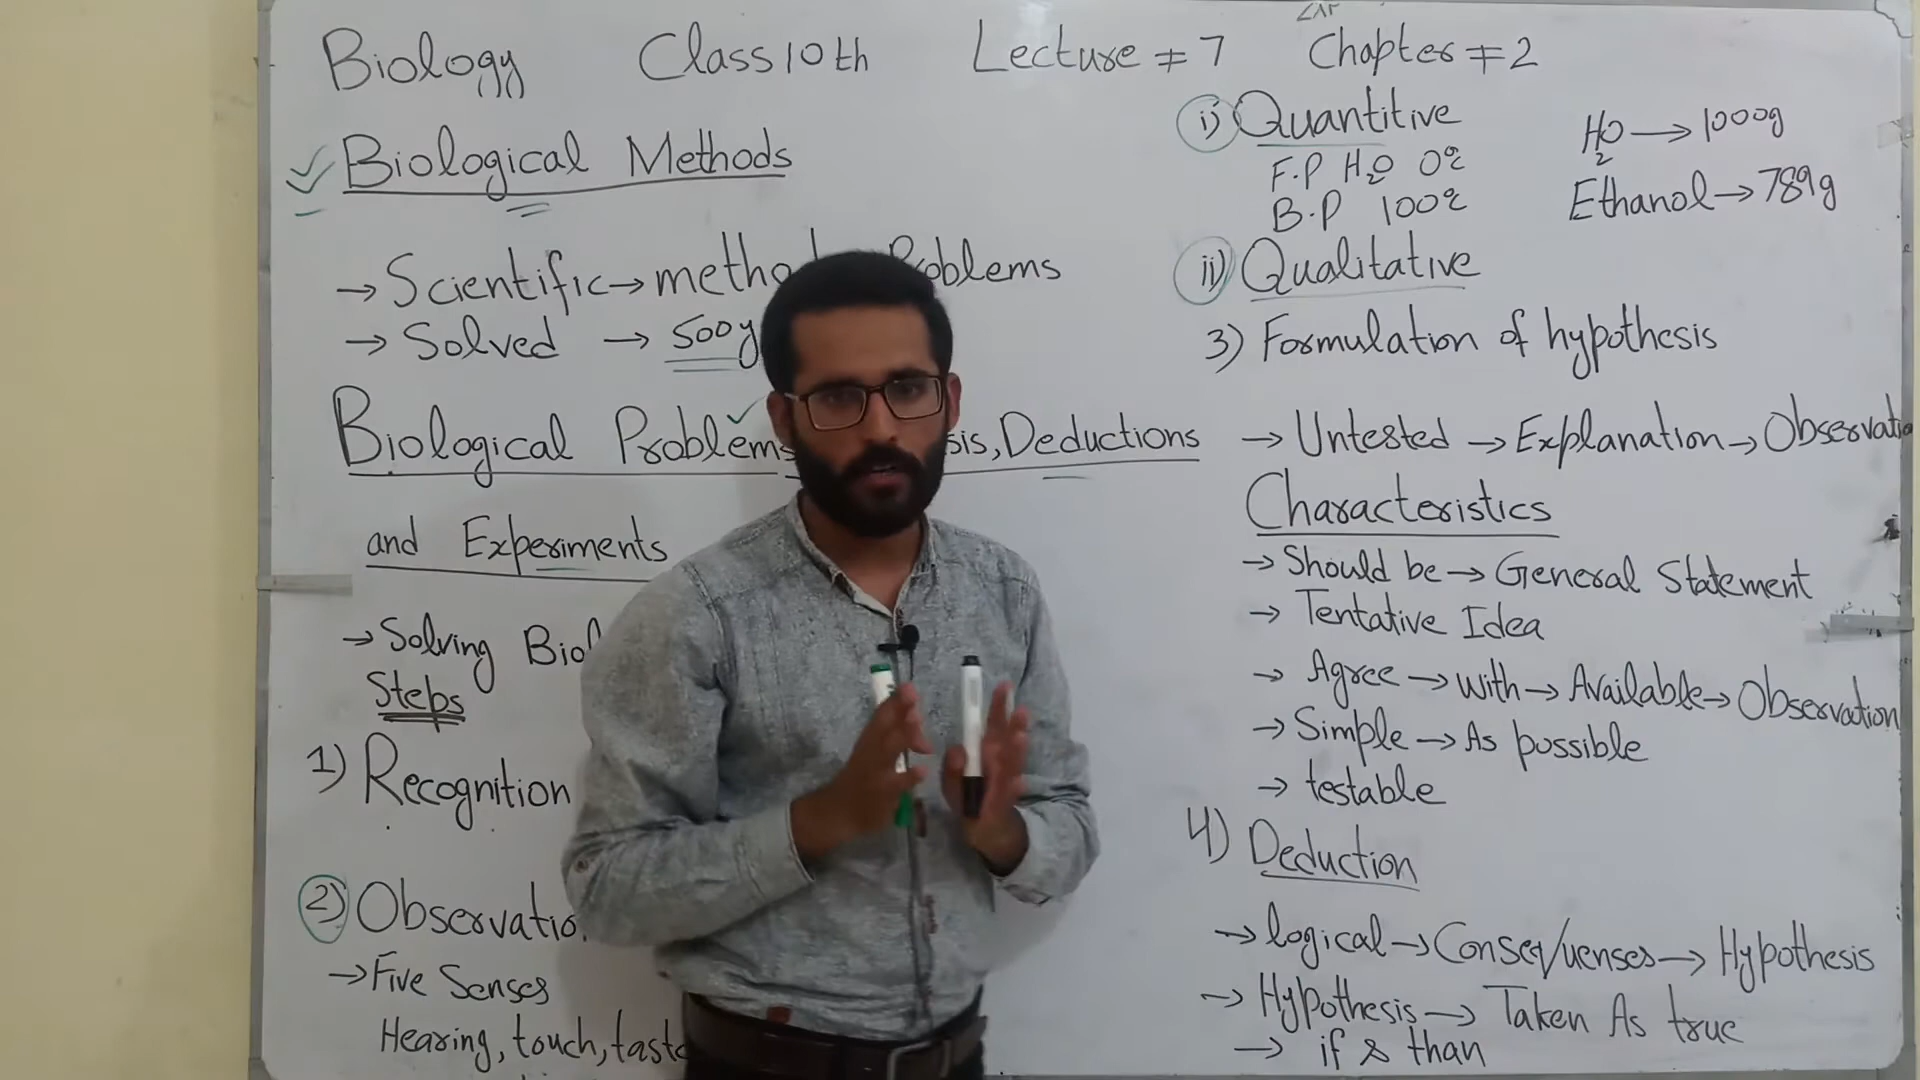 Biology Class 10th Lecture # 7 Chapter # 2
Biological Methods
→ Scientific → metho Problems
→ Solved → 500y
Biological Problems sis, Deductions
and Experiments
→ Solving Biol
Steps
1) Recognition
2) Observatio
→ Five Senses
Hearing, touch, taste
i) Quantitive
F.P H2O 0°C
B.P 100°C
H2O → 1000g
Ethanol → 789g
ii) Qualitative
3) Formulation of hypothesis
→ Untested → Explanation → Observatio
Characteristics
→ Should be → General Statement
→ Tentative Idea
→ Agree → with → Available → Observation
→ Simple → As possible
→ testable
4) Deduction
→ logical → Consequenses → Hypothesis
→ Hypothesis → Taken As true
→ if & than